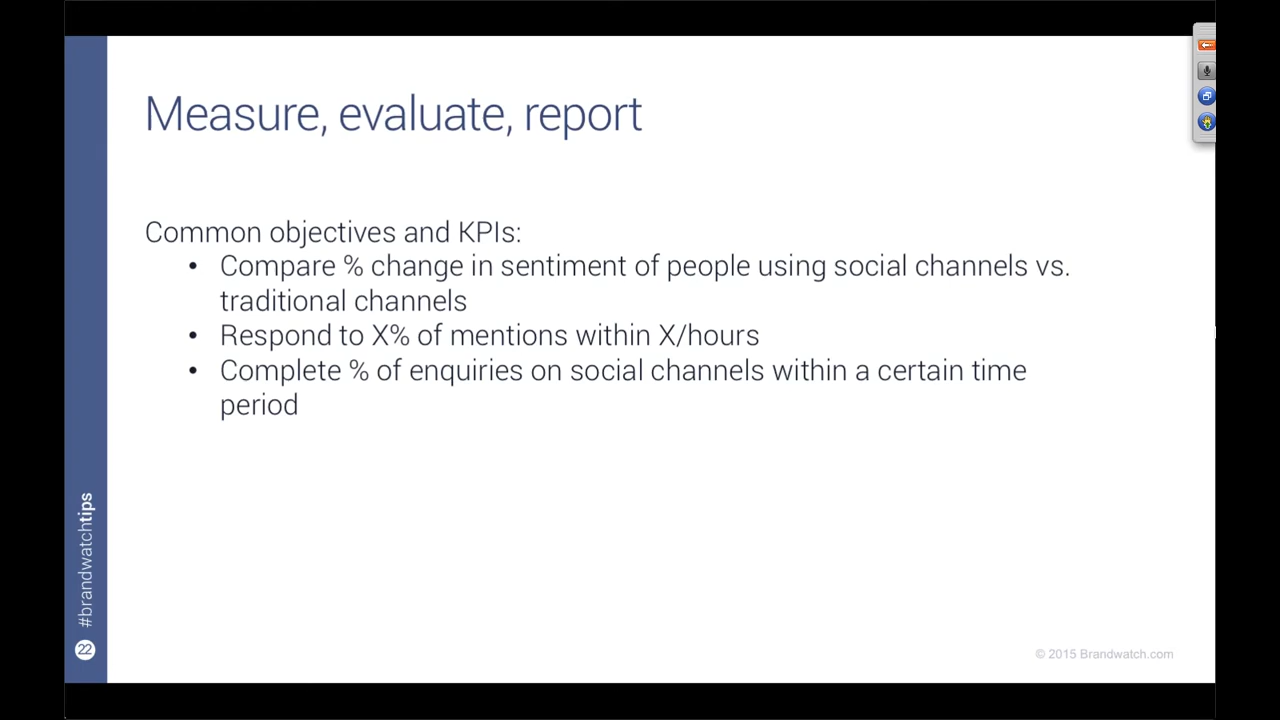 Measure, evaluate, report
Common objectives and KPIs:
• Compare % change in sentiment of people using social channels vs.
traditional channels
• Respond to X% of mentions within X/hours
• Complete % of enquiries on social channels within a certain time
period
#brandwatchtips
22
© 2015 Brandwatch.com